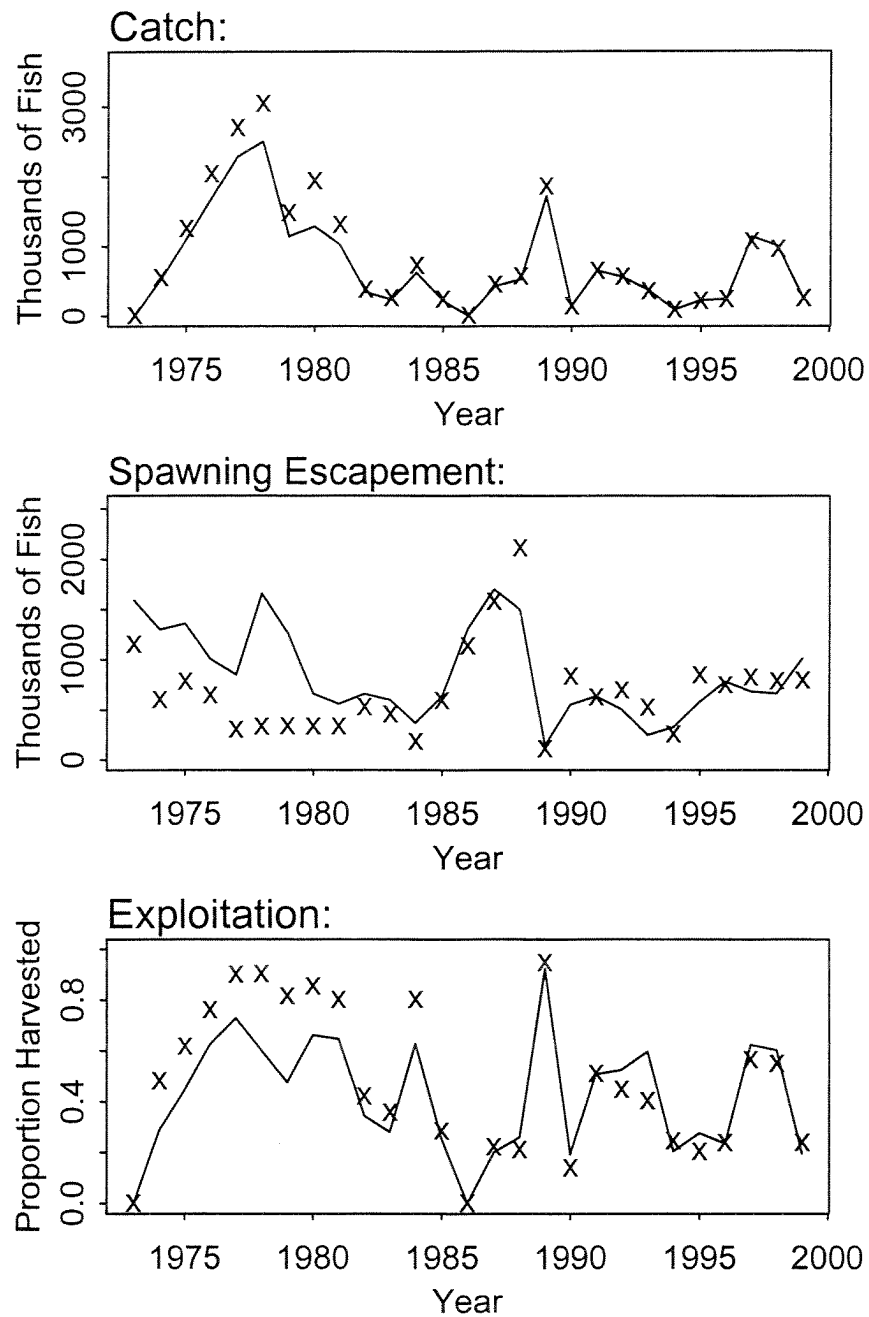 Catch:
Thousands of Fish
3000
1000
0
1975 1980 1985 1990 1995 2000
Year
Spawning Escapement:
Thousands of Fish
2000
1000
0
1975 1980 1985 1990 1995 2000
Year
Exploitation:
Proportion Harvested
0.8
0.4
0.0
1975 1980 1985 1990 1995 2000
Year